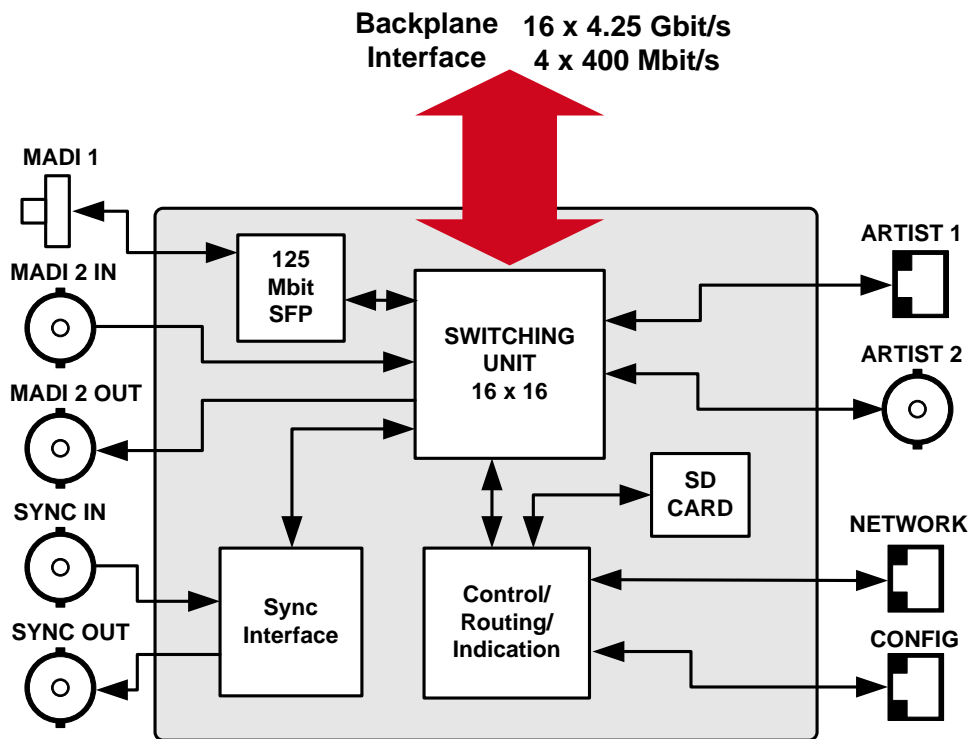 Backplane 16 x 4.25 Gbit/s
Interface 4 x 400 Mbit/s
MADI 1
MADI 2 IN
MADI 2 OUT
SYNC IN
SYNC OUT
125
Mbit
SFP
SWITCHING
UNIT
16 x 16
SD
CARD
Sync
Interface
Control/
Routing/
Indication
ARTIST 1
ARTIST 2
NETWORK
CONFIG